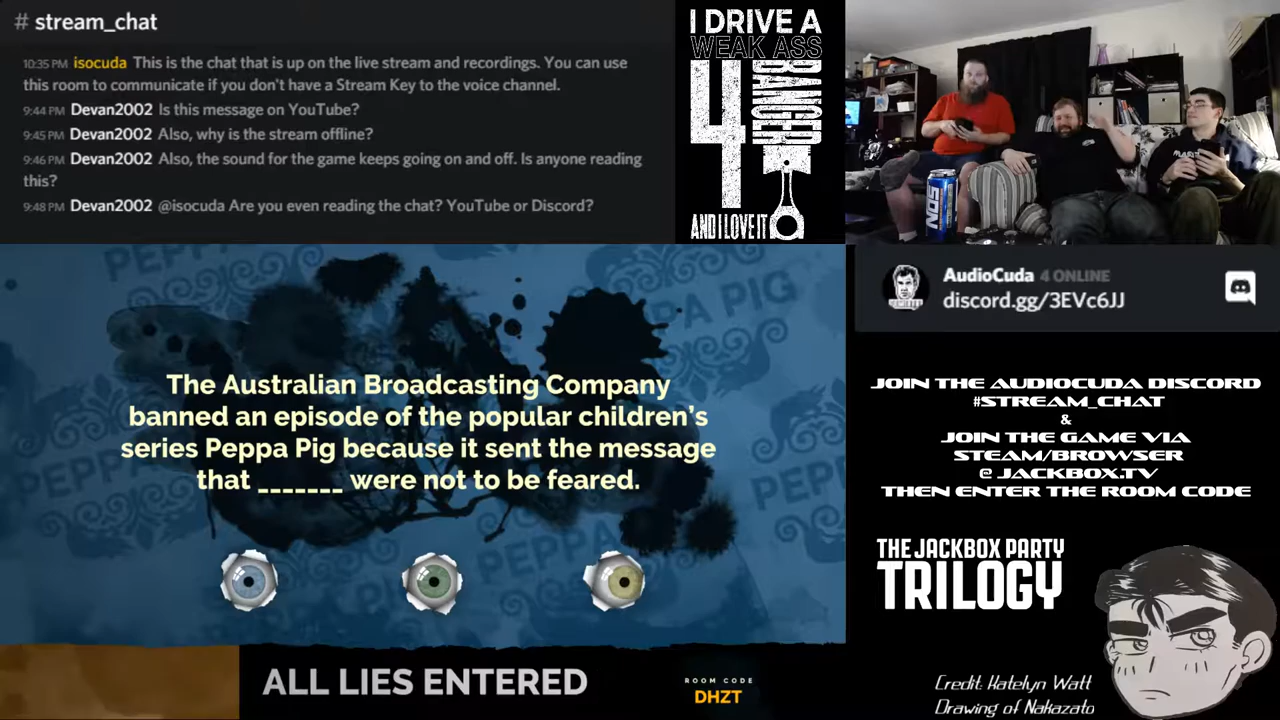 # stream_chat
10:35 PM isocuda This is the chat that is up on the live stream and recordings. You can use
this room to communicate if you don't have a Stream Key to the voice channel.
9:44 PM Devan2002 Is this message on YouTube?
9:45 PM Devan2002 Also, why is the stream offline?
9:46 PM Devan2002 Also, the sound for the game keeps going on and off. Is anyone reading
this?
9:48 PM Devan2002 @isocuda Are you even reading the chat? YouTube or Discord?
I DRIVE A
WEAK ASS
4
BANGER
AND I LOVE IT
AudioCuda 4 ONLINE
discord.gg/3EVc6JJ
PEPPA PIG
The Australian Broadcasting Company
banned an episode of the popular children's
series Peppa Pig because it sent the message
that _______ were not to be feared.
ALL LIES ENTERED
ROOM CODE
DHZT
JOIN THE AUDIOCUDA DISCORD
#STREAM_CHAT
&
JOIN THE GAME VIA
STEAM/BROWSER
@ JACKBOX.TV
THEN ENTER THE ROOM CODE
THE JACKBOX PARTY
TRILOGY
Credit: Katelyn Watt
Drawing of Nakazato